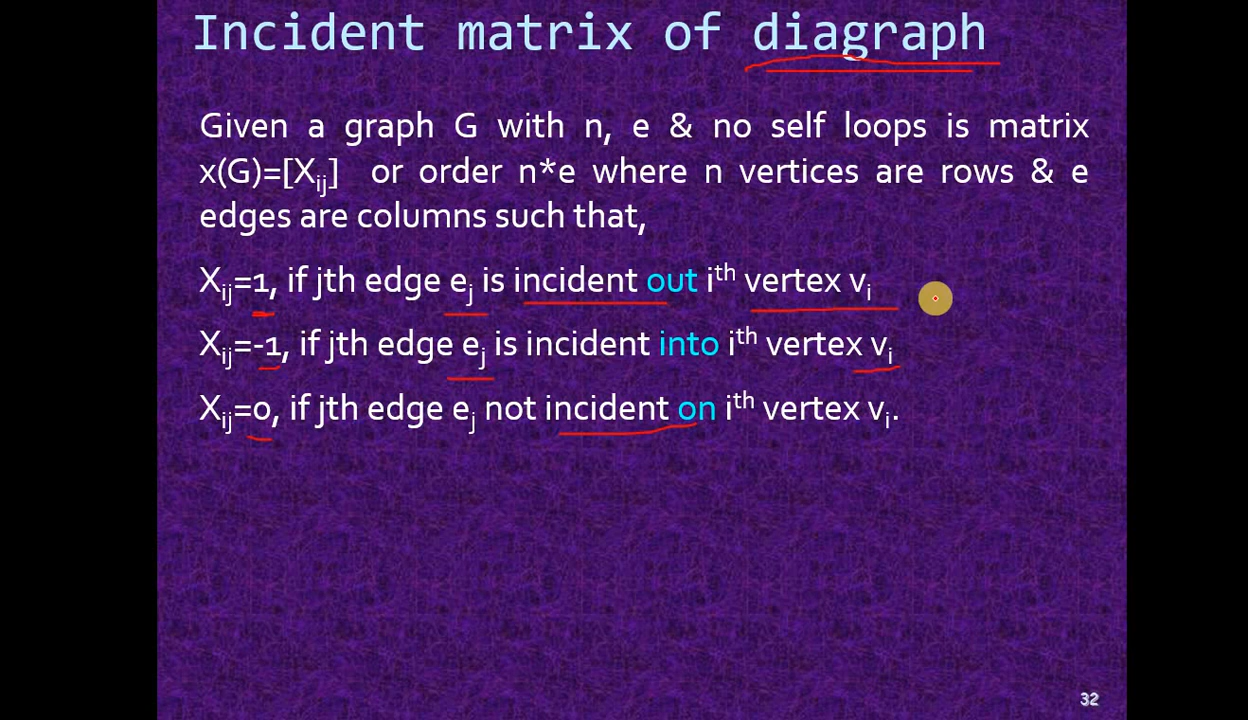 Incident matrix of diagraph
Given a graph G with n, e & no self loops is matrix
x(G)=[Xij] or order n*e where n vertices are rows & e
edges are columns such that,
Xij=1, if jth edge ej is incident out ith vertex vi
Xij=-1, if jth edge ej is incident into ith vertex vi
Xij=0, if jth edge ej not incident on ith vertex vi.
32